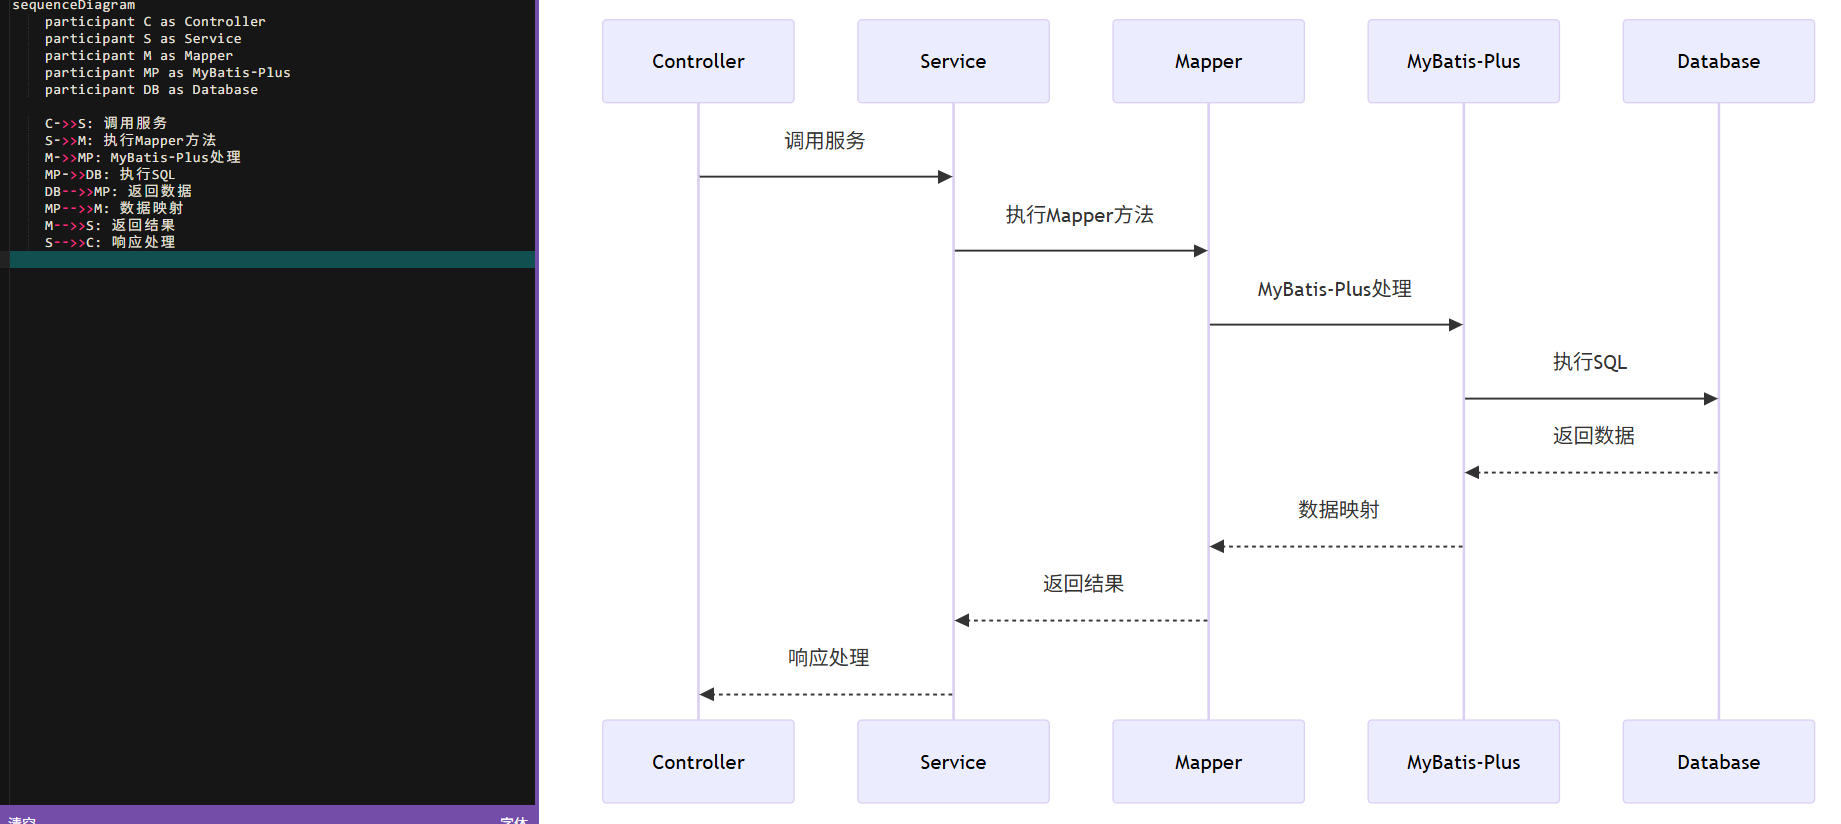 sequenceDiagram
participant C as Controller
participant S as Service
participant M as Mapper
participant MP as MyBatis-Plus
participant DB as Database
C->>S: 调用服务
S->>M: 执行Mapper方法
M->>MP: MyBatis-Plus处理
MP->>DB: 执行SQL
DB-->>MP: 返回数据
MP-->>M: 数据映射
M-->>S: 返回结果
S-->>C: 响应处理
清空 字体
Controller Service Mapper MyBatis-Plus Database
调用服务
执行Mapper方法
MyBatis-Plus处理
执行SQL
返回数据
数据映射
返回结果
响应处理
Controller Service Mapper MyBatis-Plus Database